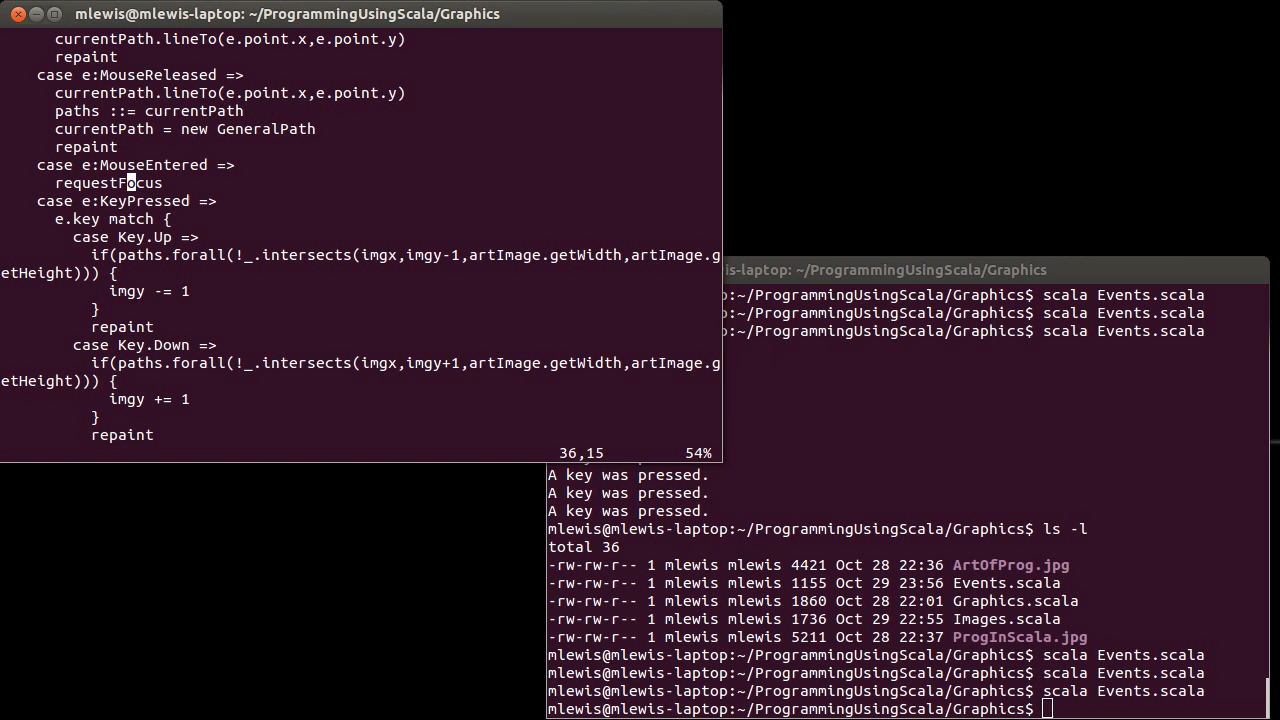 mlewis@mlewis-laptop: ~/ProgrammingUsingScala/Graphics
      currentPath.lineTo(e.point.x,e.point.y)
      repaint
    case e:MouseReleased =>
      currentPath.lineTo(e.point.x,e.point.y)
      paths ::= currentPath
      currentPath = new GeneralPath
      repaint
    case e:MouseEntered =>
      requestFocus
    case e:KeyPressed =>
      e.key match {
        case Key.Up =>
          if(paths.forall(!_.intersects(imgx,imgy-1,artImage.getWidth,artImage.g
etHeight))) {
            imgy -= 1
          }
          repaint
        case Key.Down =>
          if(paths.forall(!_.intersects(imgx,imgy+1,artImage.getWidth,artImage.g
etHeight))) {
            imgy += 1
          }
          repaint
36,15 54%
is-laptop: ~/ProgrammingUsingScala/Graphics
p:~/ProgrammingUsingScala/Graphics$ scala Events.scala
p:~/ProgrammingUsingScala/Graphics$ scala Events.scala
p:~/ProgrammingUsingScala/Graphics$ scala Events.scala
A key was pressed.
A key was pressed.
A key was pressed.
mlewis@mlewis-laptop:~/ProgrammingUsingScala/Graphics$ ls -l
total 36
-rw-rw-r-- 1 mlewis mlewis 4421 Oct 28 22:36 ArtOfProg.jpg
-rw-rw-r-- 1 mlewis mlewis 1155 Oct 29 23:56 Events.scala
-rw-rw-r-- 1 mlewis mlewis 1860 Oct 28 22:01 Graphics.scala
-rw-rw-r-- 1 mlewis mlewis 1736 Oct 29 22:55 Images.scala
-rw-rw-r-- 1 mlewis mlewis 5211 Oct 28 22:37 ProgInScala.jpg
mlewis@mlewis-laptop:~/ProgrammingUsingScala/Graphics$ scala Events.scala
mlewis@mlewis-laptop:~/ProgrammingUsingScala/Graphics$ scala Events.scala
mlewis@mlewis-laptop:~/ProgrammingUsingScala/Graphics$ scala Events.scala
mlewis@mlewis-laptop:~/ProgrammingUsingScala/Graphics$